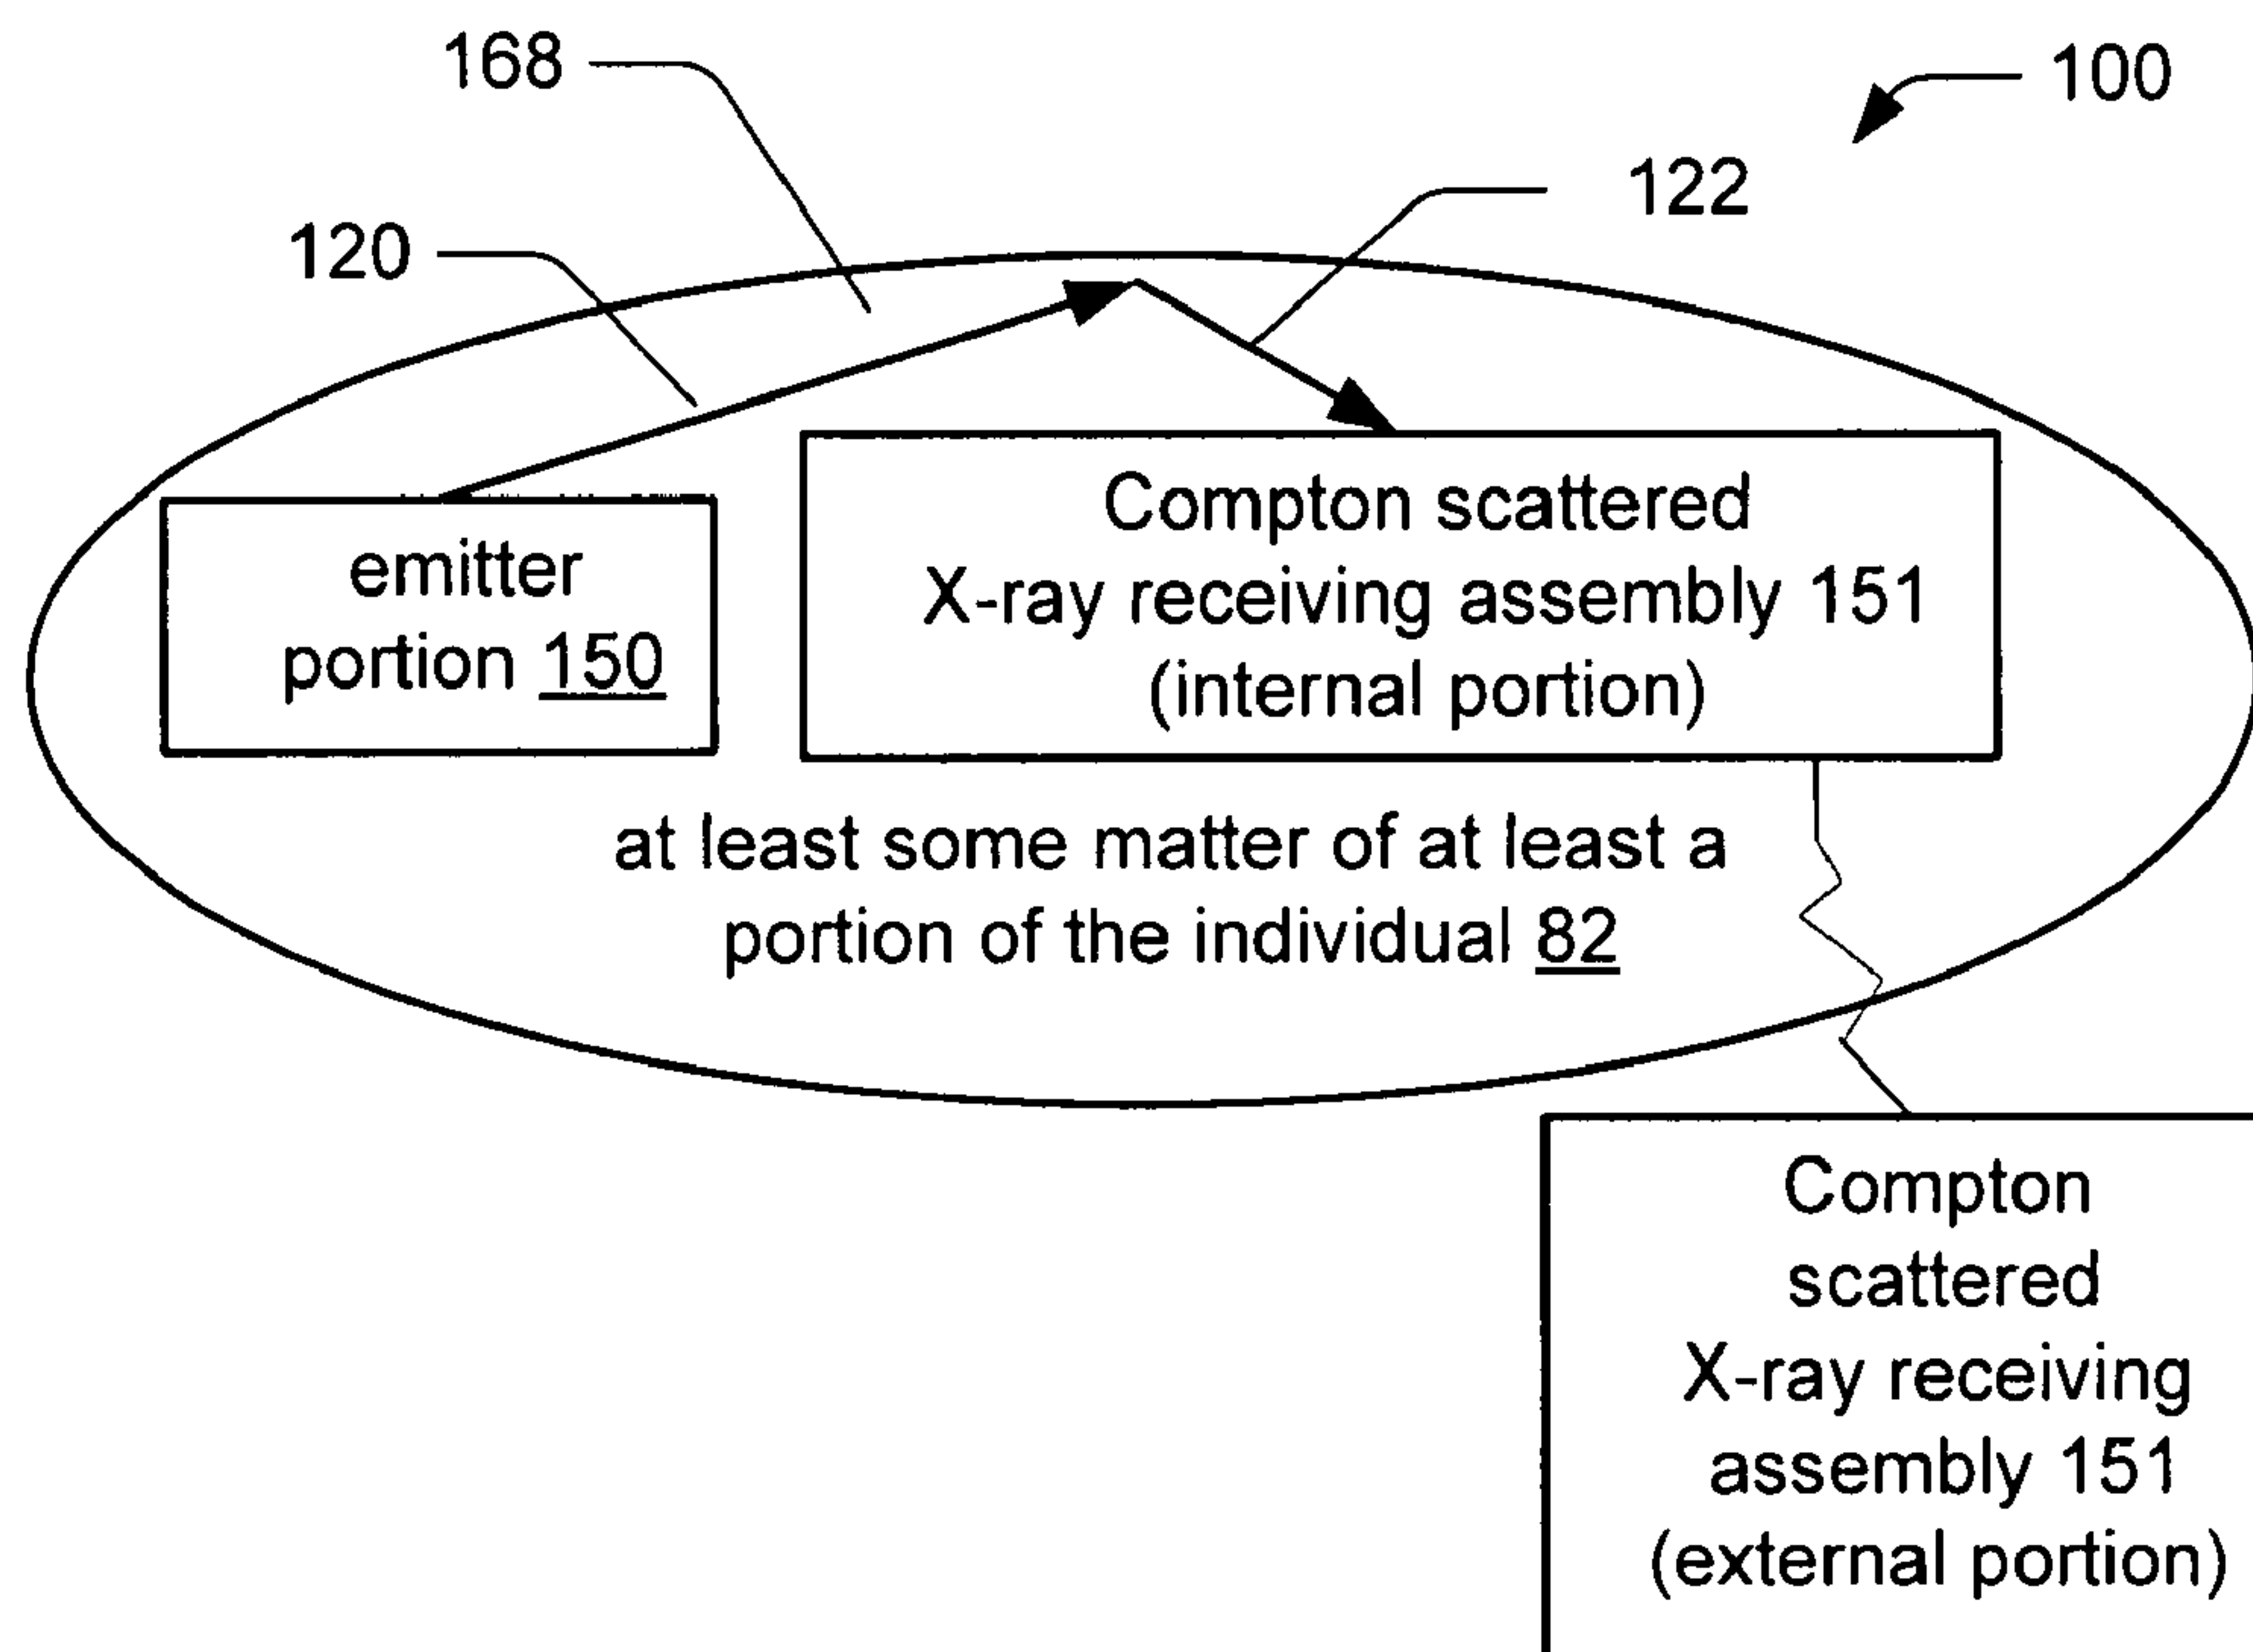 168
100
122
120
emitter
portion 150
Compton scattered
X-ray receiving assembly 151
(internal portion)
at least some matter of at least a
portion of the individual 82
Compton
scattered
X-ray receiving
assembly 151
(external portion)